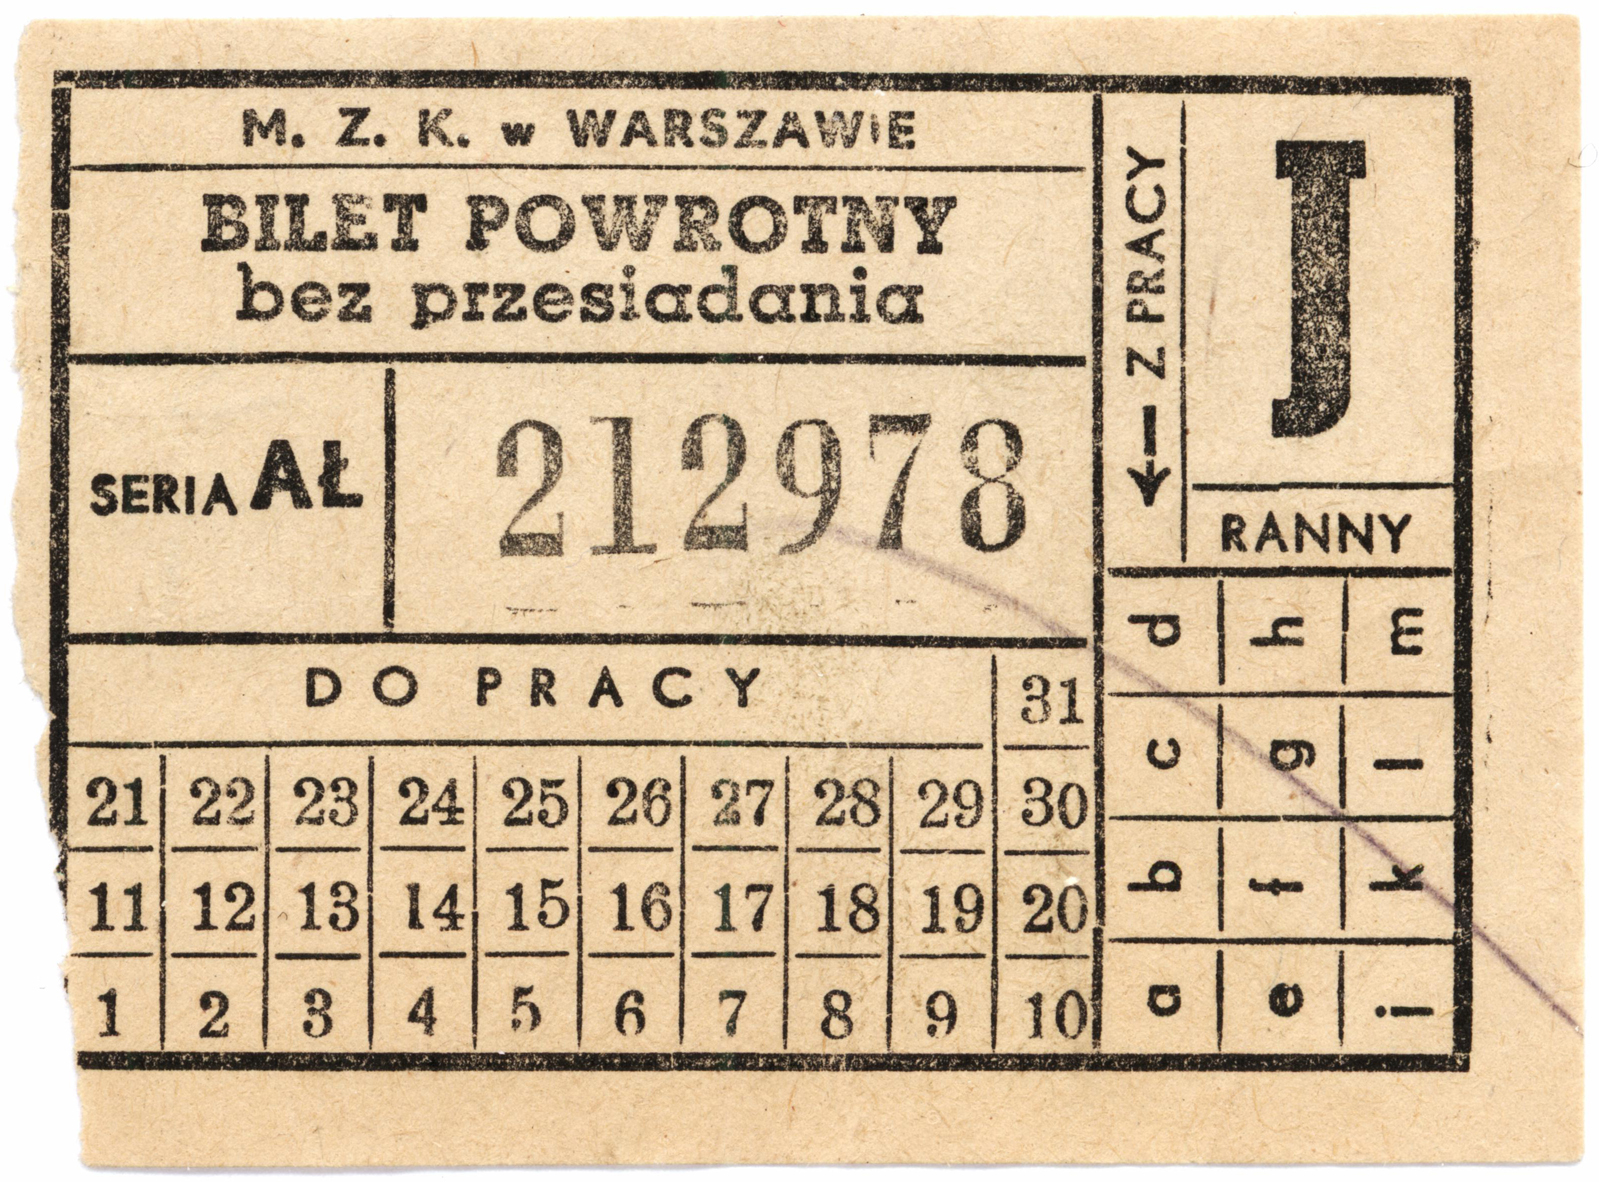 M. Z. K. w WARSZAWIE
BILET POWROTNY
bez przesiadania
SERIA AŁ
212978
DO PRACY
31
21 22 23 24 25 26 27 28 29 30
11 12 13 14 15 16 17 18 19 20
1 2 3 4 5 6 7 8 9 10
← Z PRACY
J
RANNY
d h m
c g l
b f k
a e i